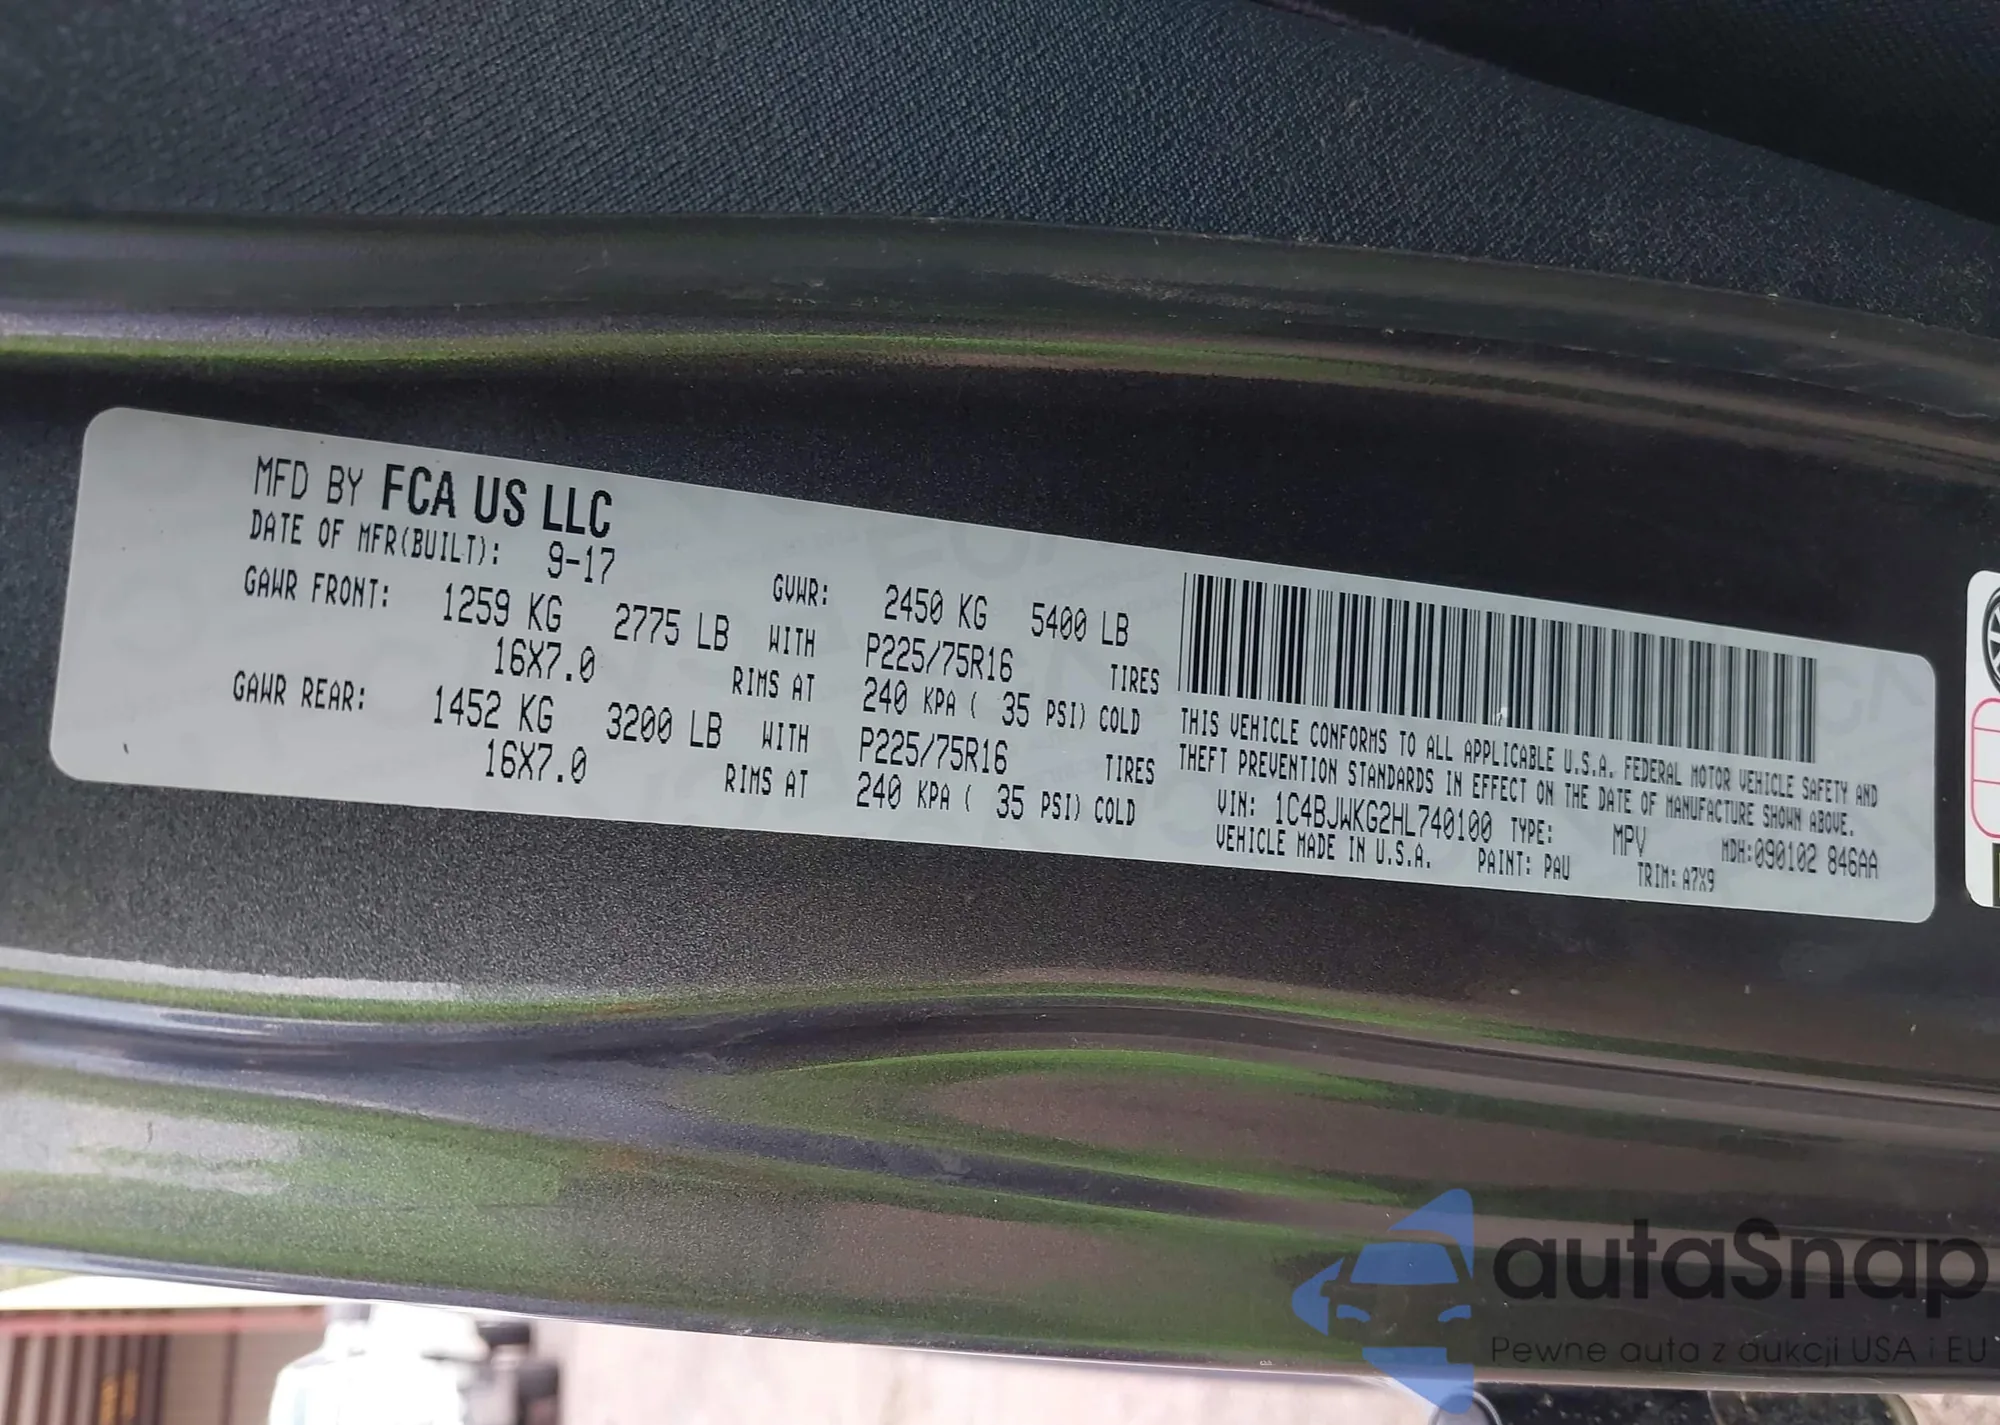 MFD BY FCA US LLC
DATE OF MFR(BUILT): 9-17
GVWR: 2450 KG 5400 LB
GAWR FRONT: 1259 KG 2775 LB WITH P225/75R16 TIRES
16X7.0 RIMS AT 240 KPA ( 35 PSI) COLD
GAWR REAR: 1452 KG 3200 LB WITH P225/75R16 TIRES
16X7.0 RIMS AT 240 KPA ( 35 PSI) COLD
THIS VEHICLE CONFORMS TO ALL APPLICABLE U.S.A. FEDERAL MOTOR VEHICLE SAFETY AND
THEFT PREVENTION STANDARDS IN EFFECT ON THE DATE OF MANUFACTURE SHOWN ABOVE.
VIN: 1C4BJWKG2HL740100 TYPE: MPV MDH:090102 846AA
VEHICLE MADE IN U.S.A. PAINT: PAU TRIM: A7X9
autaSnap
Pewne auta z aukcji USA i EU